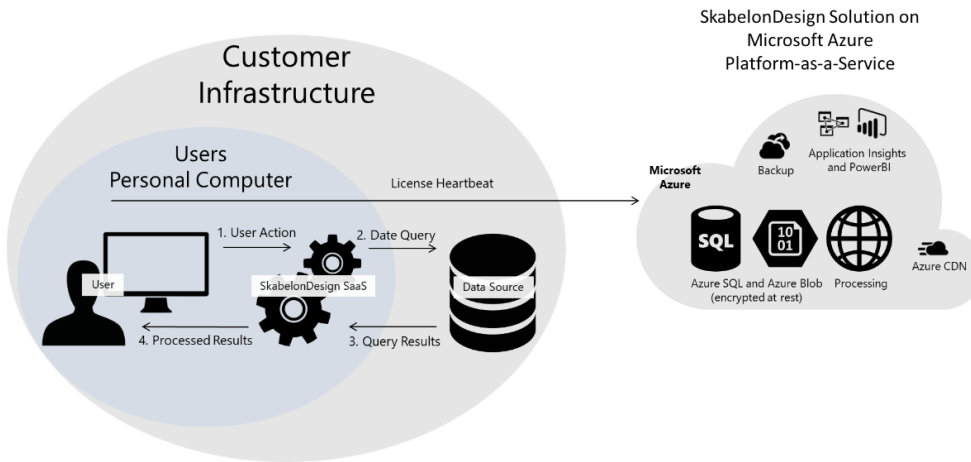 SkabelonDesign Solution on
Microsoft Azure
Platform-as-a-Service
Customer
Infrastructure
Users
Personal Computer
License Heartbeat
1. User Action
2. Date Query
User
SkabelonDesign SaaS
Data Source
4. Processed Results
3. Query Results
Microsoft
Azure
Backup
Application Insights
and PowerBI
SQL
10
01
Azure SQL and Azure Blob
(encrypted at rest)
Processing
Azure CDN